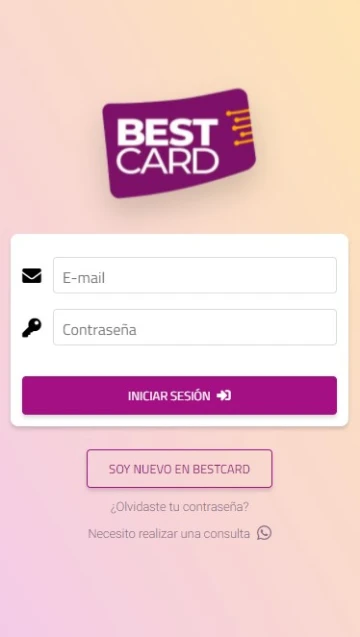 BEST
CARD
E-mail
Contraseña
INICIAR SESIÓN
SOY NUEVO EN BESTCARD
¿Olvidaste tu contraseña?
Necesito realizar una consulta